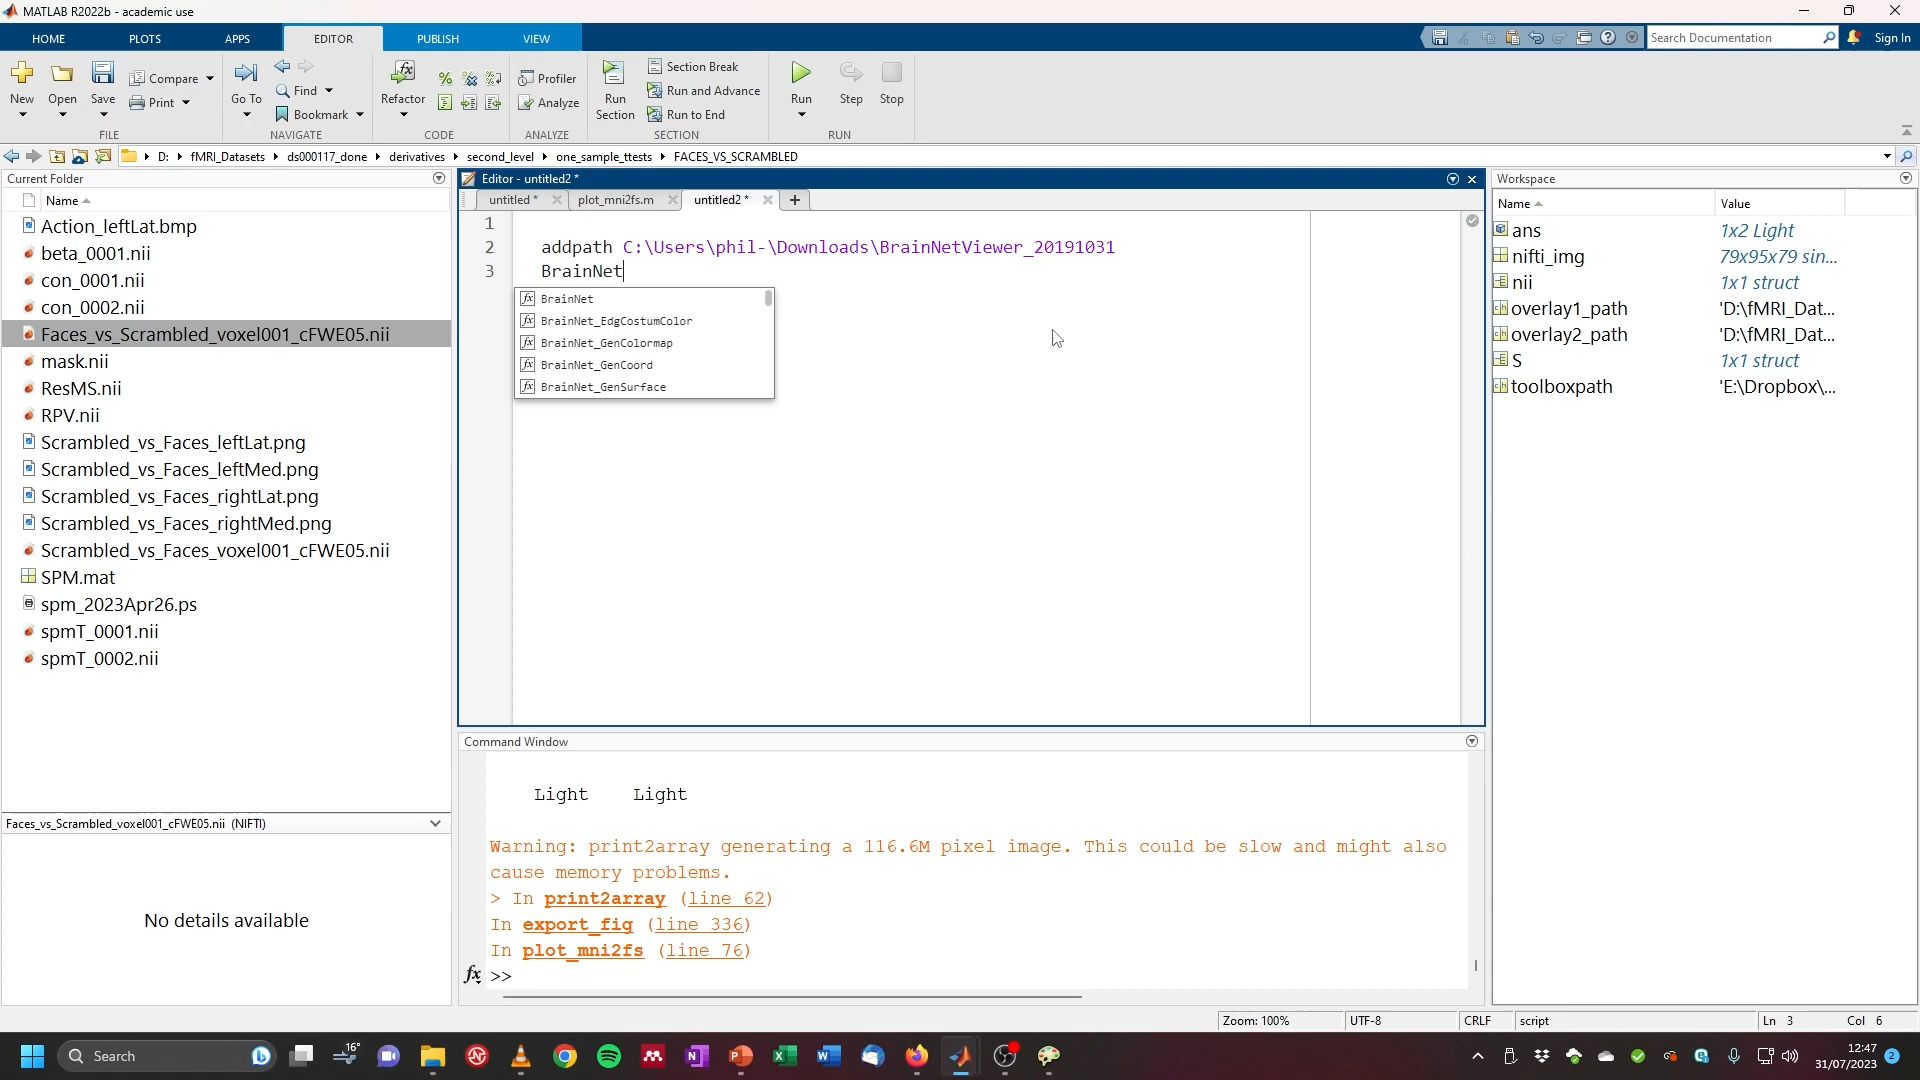 MATLAB R2022b - academic use
HOME PLOTS APPS EDITOR PUBLISH VIEW
Search Documentation
Sign In
New Open Save Compare Print
Go To Find Bookmark
Refactor
Profiler Analyze
Run Section
Section Break
Run and Advance
Run to End
Run Step Stop
FILE NAVIGATE CODE ANALYZE SECTION RUN
D: fMRI_Datasets ds000117_done derivatives second_level one_sample_ttests FACES_VS_SCRAMBLED
Current Folder
Name
Action_leftLat.bmp
beta_0001.nii
con_0001.nii
con_0002.nii
Faces_vs_Scrambled_voxel001_cFWE05.nii
mask.nii
ResMS.nii
RPV.nii
Scrambled_vs_Faces_leftLat.png
Scrambled_vs_Faces_leftMed.png
Scrambled_vs_Faces_rightLat.png
Scrambled_vs_Faces_rightMed.png
Scrambled_vs_Faces_voxel001_cFWE05.nii
SPM.mat
spm_2023Apr26.ps
spmT_0001.nii
spmT_0002.nii
Faces_vs_Scrambled_voxel001_cFWE05.nii (NIFTI)
No details available
Editor - untitled2 *
untitled * plot_mni2fs.m untitled2 *
1
2 addpath C:\Users\phil-\Downloads\BrainNetViewer_20191031
3 BrainNet
BrainNet
BrainNet_EdgCostumColor
BrainNet_GenColormap
BrainNet_GenCoord
BrainNet_GenSurface
Command Window
Light Light
Warning: print2array generating a 116.6M pixel image. This could be slow and might also
cause memory problems.
> In print2array (line 62)
In export_fig (line 336)
In plot_mni2fs (line 76)
fx >>
Workspace
Name Value
ans 1x2 Light
nifti_img 79x95x79 sin...
nii 1x1 struct
overlay1_path 'D:\fMRI_Dat...
overlay2_path 'D:\fMRI_Dat...
S 1x1 struct
toolboxpath 'E:\Dropbox\...
Zoom: 100% UTF-8 CRLF script Ln 3 Col 6
Search
16°
12:47
31/07/2023
2